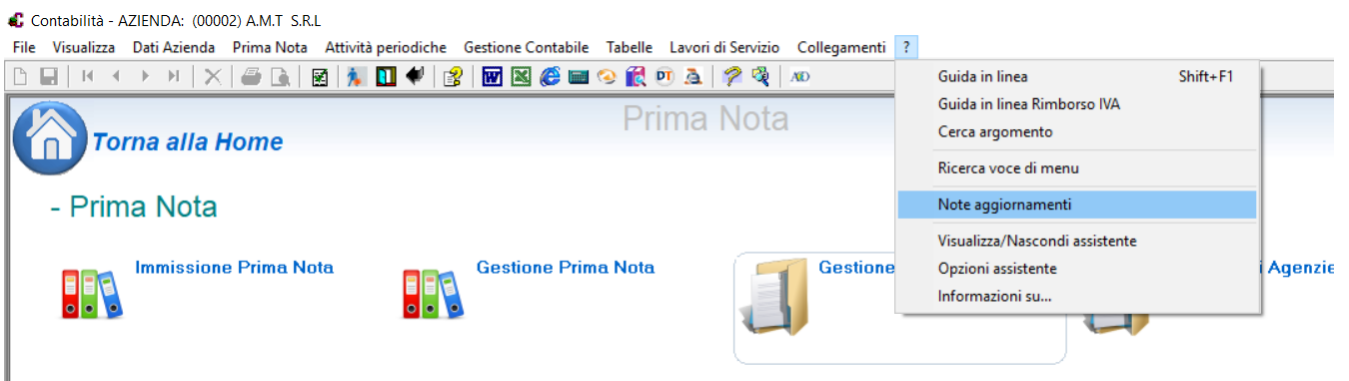 Contabilità - AZIENDA: (00002) A.M.T S.R.L
File Visualizza Dati Azienda Prima Nota Attività periodiche Gestione Contabile Tabelle Lavori di Servizio Collegamenti ?
Prima Nota
Torna alla Home
- Prima Nota
Immissione Prima Nota
Gestione Prima Nota
Gestione
i Agenzie
Guida in linea Shift+F1
Guida in linea Rimborso IVA
Cerca argomento
Ricerca voce di menu
Note aggiornamenti
Visualizza/Nascondi assistente
Opzioni assistente
Informazioni su...